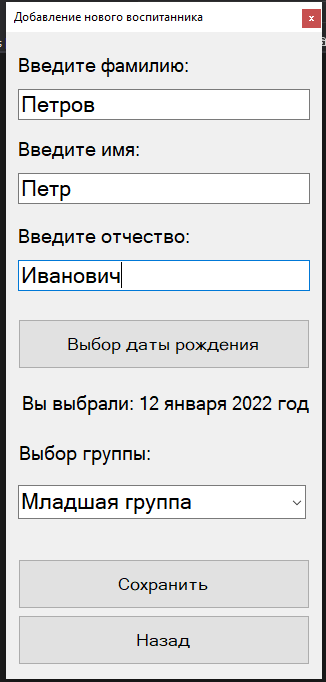 Добавление нового воспитанника
x
Введите фамилию:
Петров
Введите имя:
Петр
Введите отчество:
Иванович
Выбор даты рождения
Вы выбрали: 12 января 2022 год
Выбор группы:
Младшая группа
Сохранить
Назад